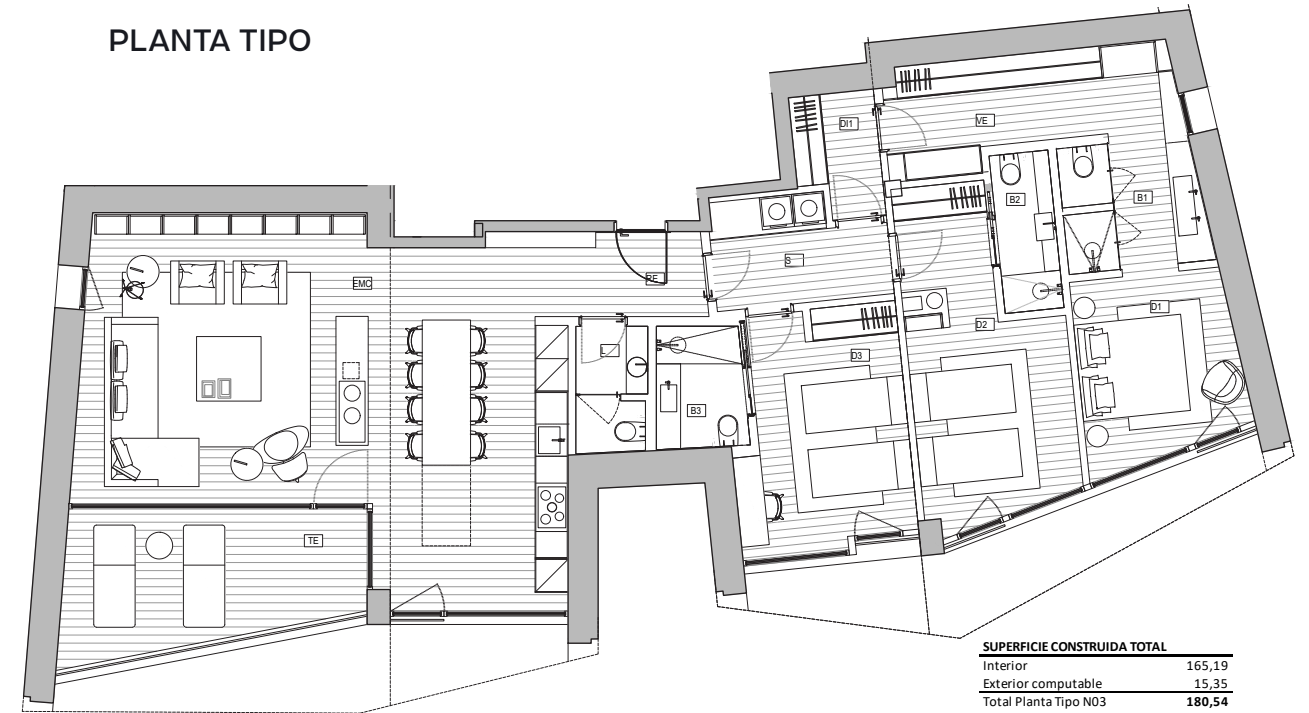 PLANTA TIPO
DI1
VE
B2
B1
S
EMC
RE
D1
D2
L
D3
B3
TE
SUPERFICIE CONSTRUIDA TOTAL
Interior 165,19
Exterior computable 15,35
Total Planta Tipo N03 180,54